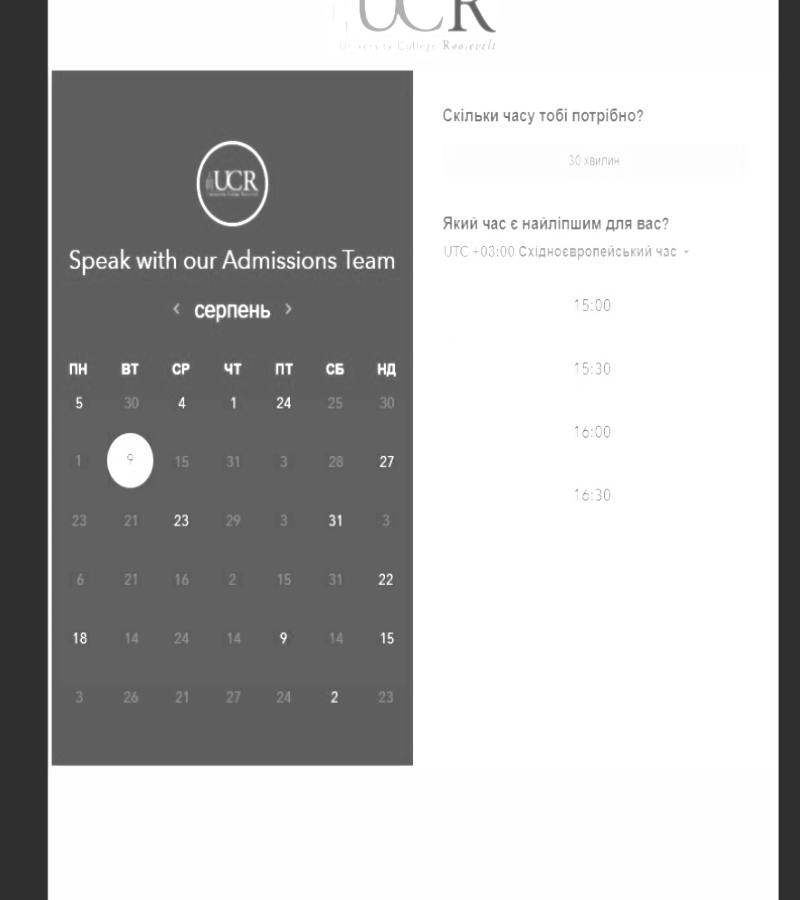 UCR
University College Roosevelt
UCR
Speak with our Admissions Team
‹ серпень ›
ПН ВТ СР ЧТ ПТ СБ НД
5 30 4 1 24 25 30
1 9 15 31 3 28 27
23 21 23 29 3 31 3
6 21 16 2 15 31 22
18 14 24 14 9 14 15
3 26 21 27 24 2 23
Скільки часу тобі потрібно?
30 хвилин
Який час є найліпшим для вас?
UTC +03:00 Східноєвропейський час
15:00
15:30
16:00
16:30